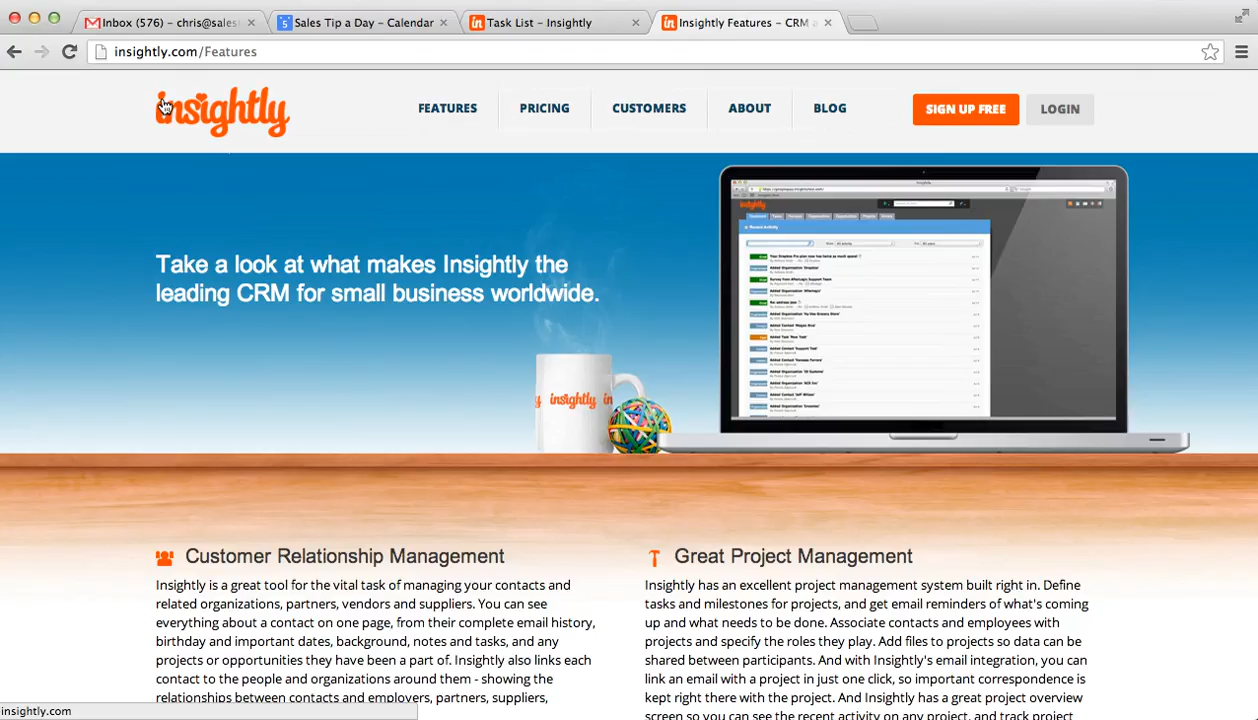 Inbox (576) – chris@sales
Sales Tip a Day – Calendar
Task List – Insightly
Insightly Features – CRM a
insightly.com/Features
insightly
FEATURES
PRICING
CUSTOMERS
ABOUT
BLOG
SIGN UP FREE
LOGIN
Take a look at what makes Insightly the
leading CRM for small business worldwide.
insightly
Recent Activity
insightly
Customer Relationship Management
Insightly is a great tool for the vital task of managing your contacts and
related organizations, partners, vendors and suppliers. You can see
everything about a contact on one page, from their complete email history,
birthday and important dates, background, notes and tasks, and any
projects or opportunities they have been a part of. Insightly also links each
contact to the people and organizations around them - showing the
relationships between contacts and employers, partners, suppliers,
Great Project Management
Insightly has an excellent project management system built right in. Define
tasks and milestones for projects, and get email reminders of what's coming
up and what needs to be done. Associate contacts and employees with
projects and specify the roles they play. Add files to projects so data can be
shared between participants. And with Insightly's email integration, you can
link an email with a project in just one click, so important correspondence is
kept right there with the project. And Insightly has a great project overview
screen so you can see the recent activity on any project, and track project
insightly.com